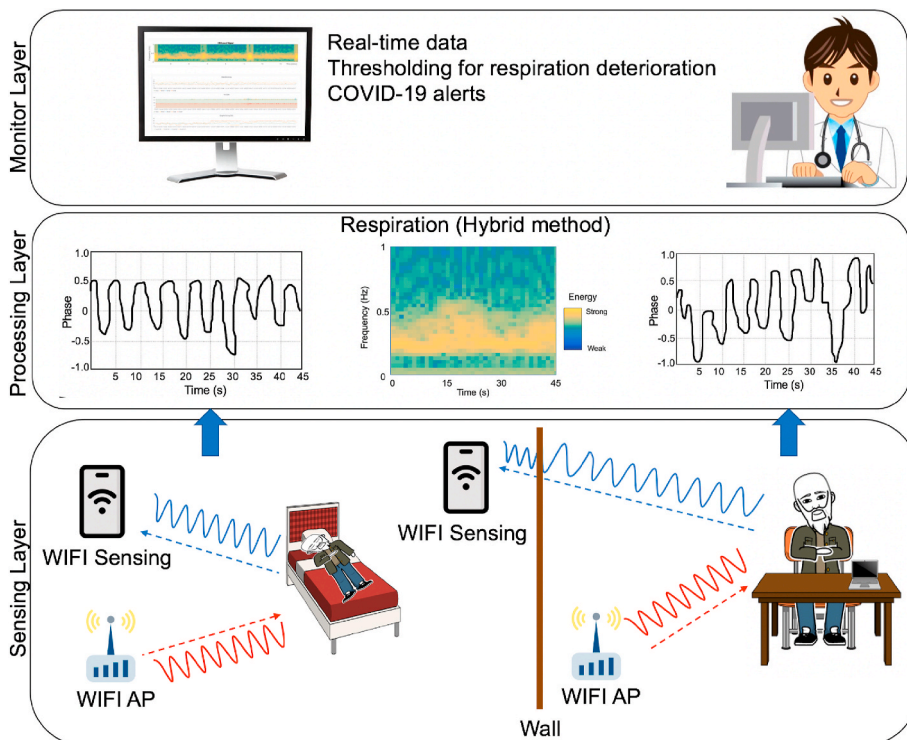 Monitor Layer
Real-time data
Thresholding for respiration deterioration
COVID-19 alerts
Processing Layer
Respiration (Hybrid method)
Phase
1.0
0.5
0
-0.5
-1.0
5 10 15 20 25 30 35 40 45
Time (s)
Frequency (Hz)
1
0.5
0
0 15 30 45
Time (s)
Energy
Strong
Weak
Phase
1.0
0.5
0
-0.5
-1.0
5 10 15 20 25 30 35 40 45
Time (s)
Sensing Layer
WIFI Sensing
WIFI AP
WIFI Sensing
WIFI AP
Wall